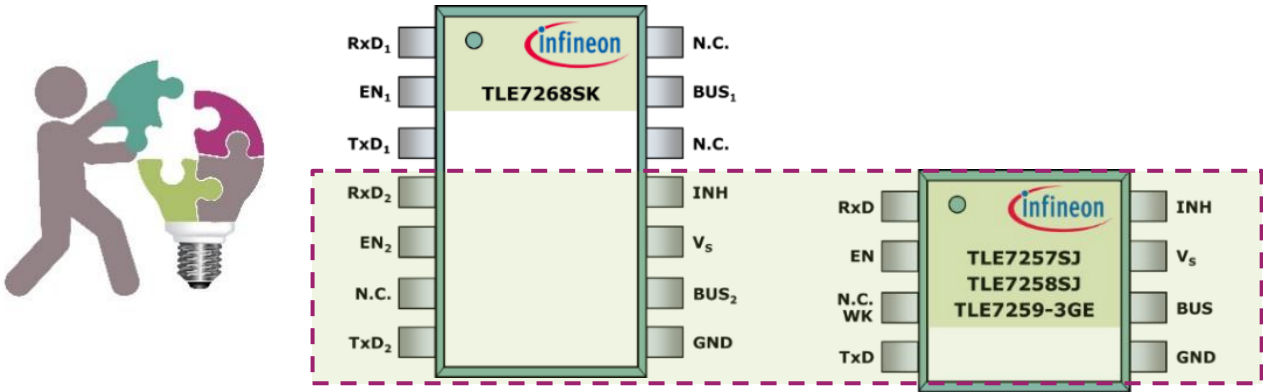 RxD₁
EN₁
TxD₁
RxD₂
EN₂
N.C.
TxD₂
infineon
TLE7268SK
N.C.
BUS₁
N.C.
INH
Vₛ
BUS₂
GND
RxD
EN
N.C.
WK
TxD
infineon
TLE7257SJ
TLE7258SJ
TLE7259-3GE
INH
Vₛ
BUS
GND